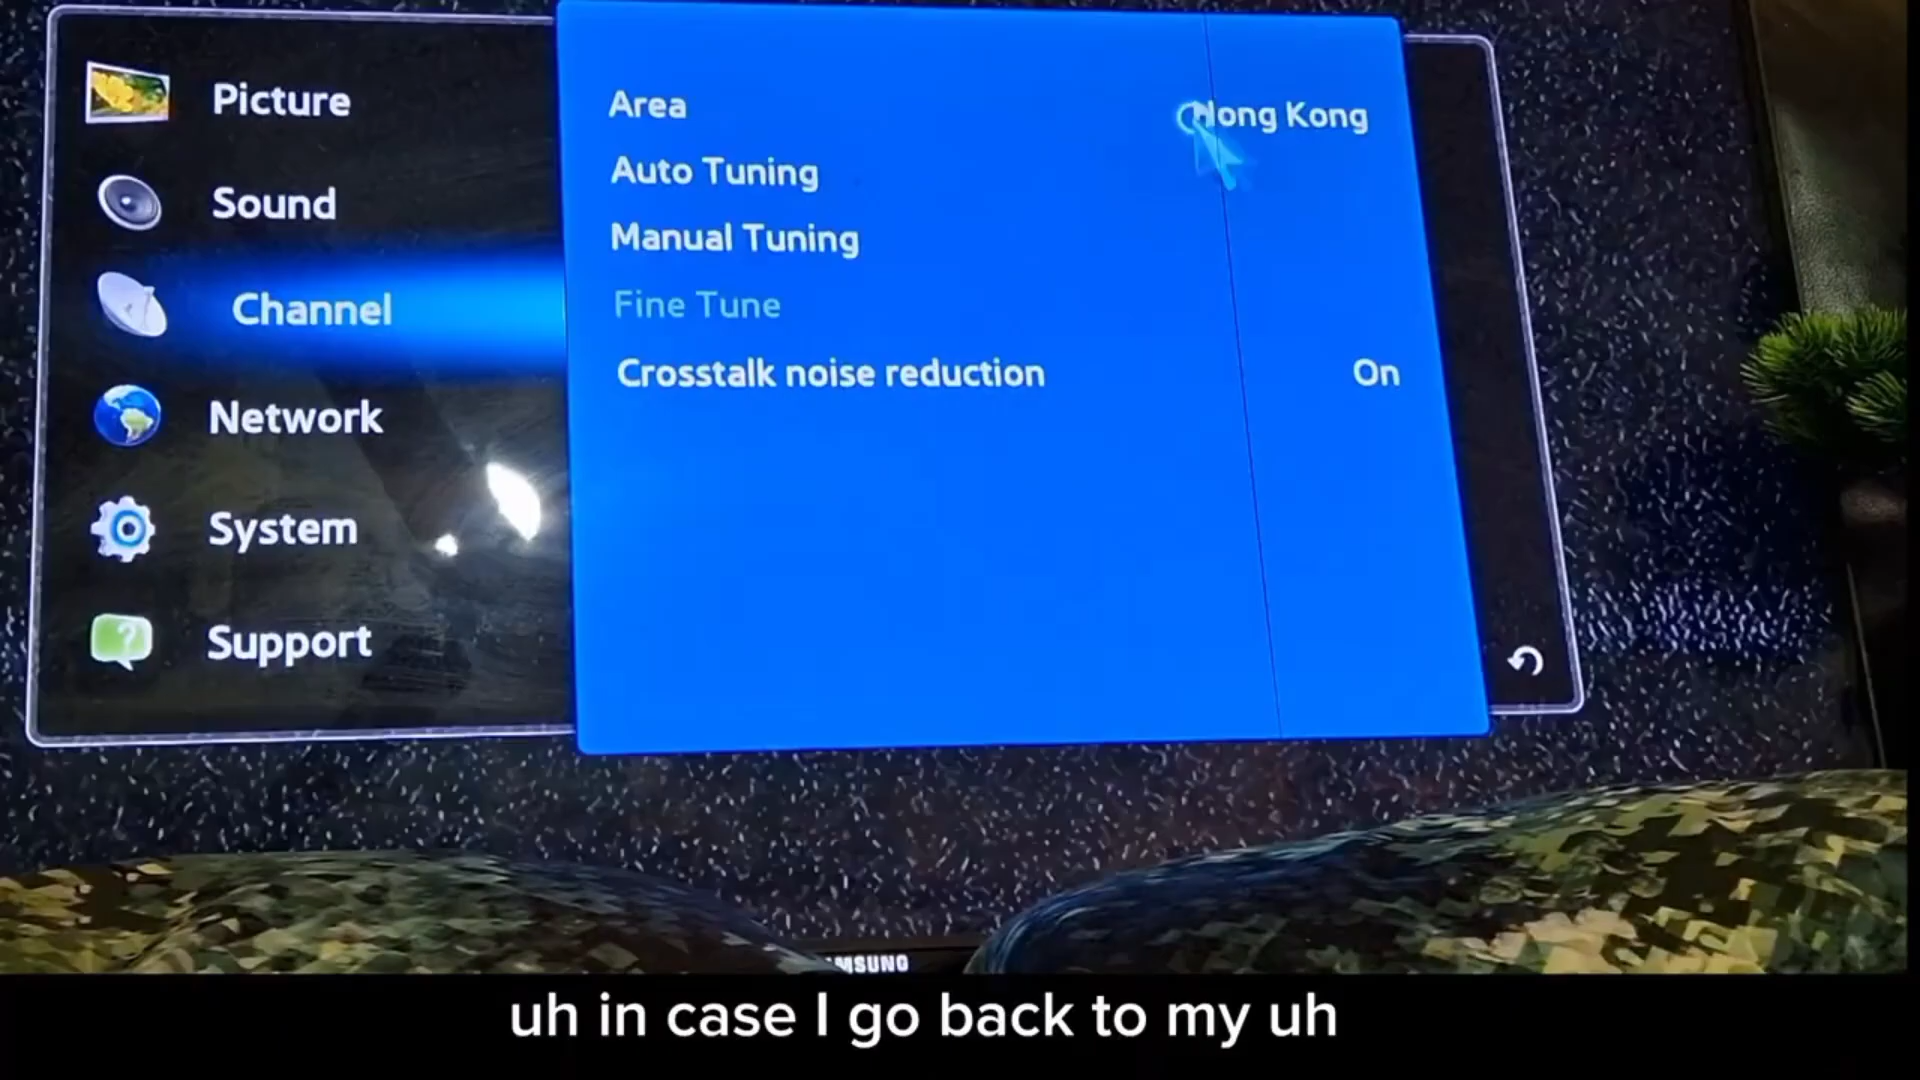 Picture
Sound
Channel
Network
System
Support
Area
Hong Kong
Auto Tuning
Manual Tuning
Fine Tune
Crosstalk noise reduction
On
MSUNG
uh in case I go back to my uh